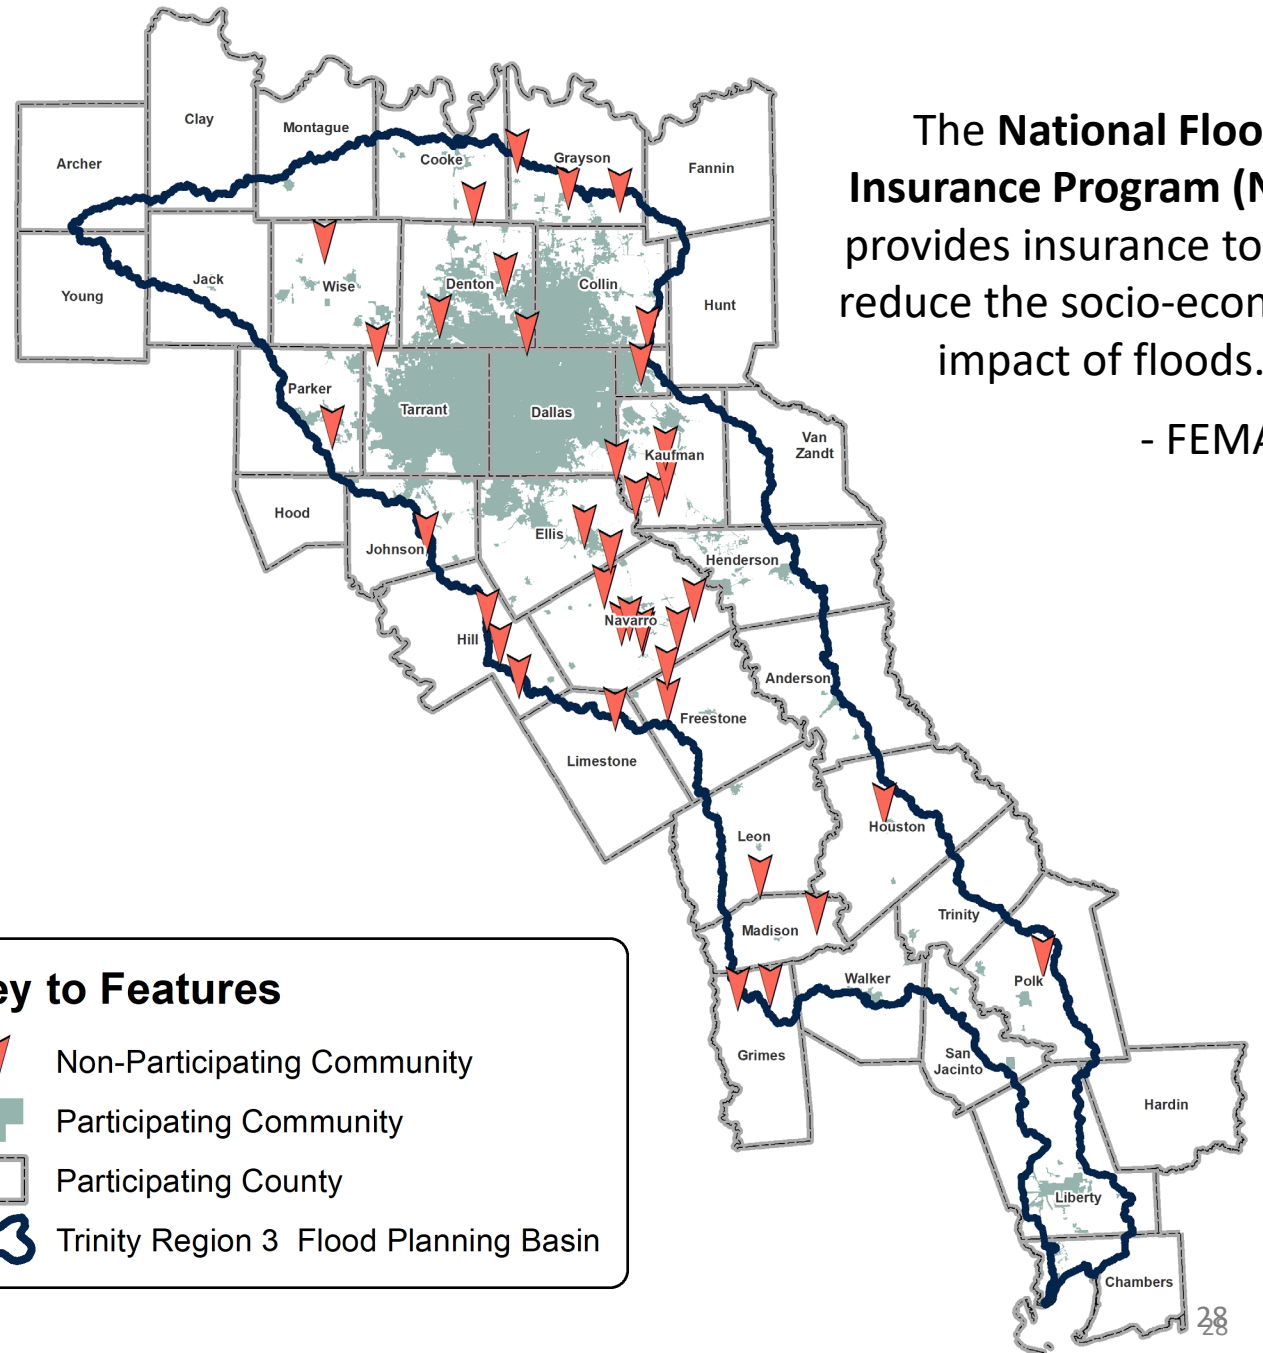 The National Floo
Insurance Program (N
provides insurance to
reduce the socio-econ
impact of floods.
- FEMA
Clay
Montague
Archer
Cooke
Grayson
Fannin
Jack
Wise
Denton
Collin
Young
Hunt
Parker
Tarrant
Dallas
Kaufman
Van
Zandt
Hood
Johnson
Ellis
Henderson
Hill
Navarro
Anderson
Freestone
Limestone
Leon
Houston
Madison
Trinity
Walker
Polk
Grimes
San
Jacinto
Hardin
Liberty
Chambers
ey to Features
Non-Participating Community
Participating Community
Participating County
Trinity Region 3 Flood Planning Basin
28
28